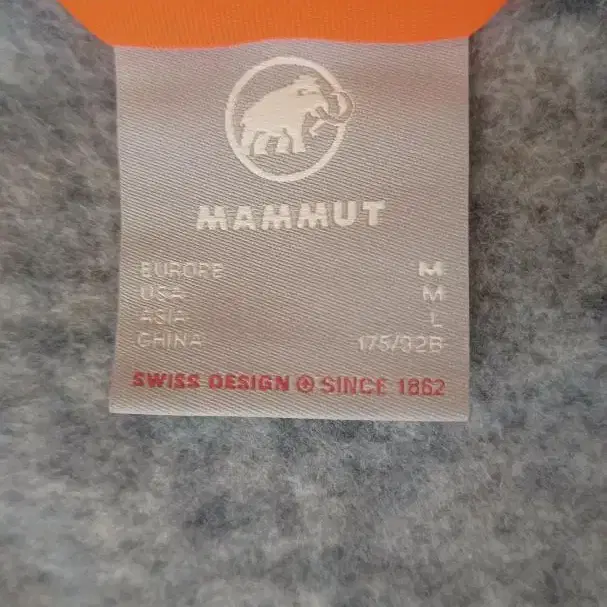 MAMMUT
EUROPE M
USA M
ASIA L
CHINA 175/92B
SWISS DESIGN SINCE 1862